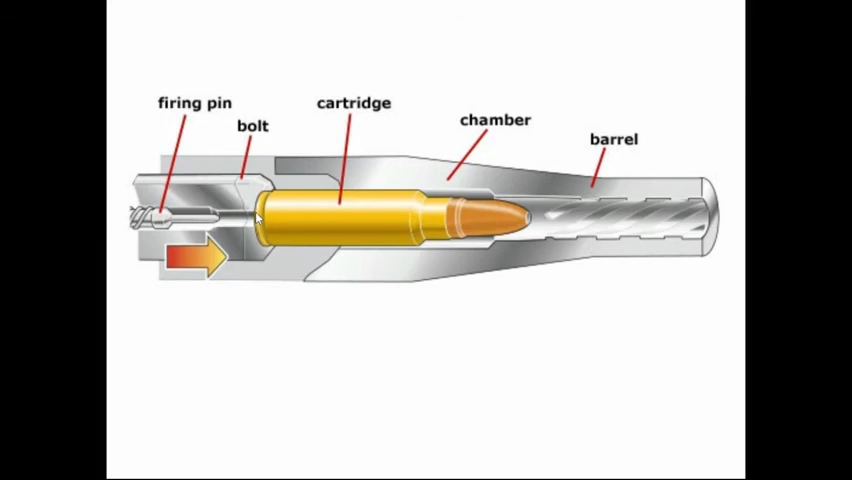 firing pin
bolt
cartridge
chamber
barrel